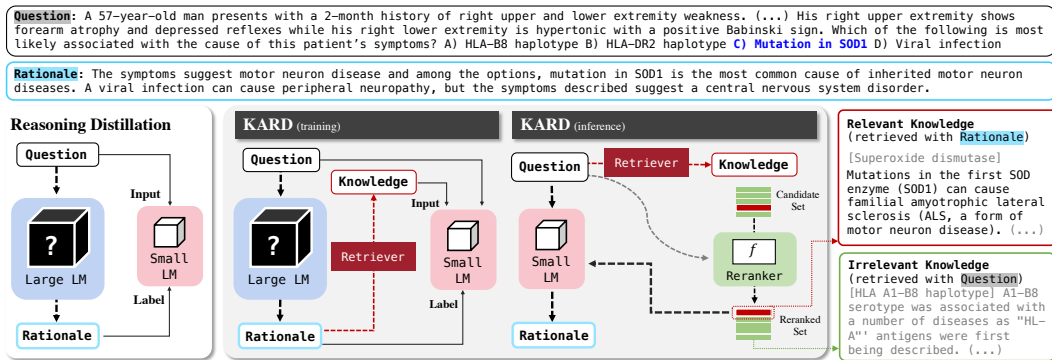 Question: A 57-year-old man presents with a 2-month history of right upper and lower extremity weakness. (...) His right upper extremity shows
forearm atrophy and depressed reflexes while his right lower extremity is hypertonic with a positive Babinski sign. Which of the following is most
likely associated with the cause of this patient's symptoms? A) HLA-B8 haplotype B) HLA-DR2 haplotype C) Mutation in SOD1 D) Viral infection
Rationale: The symptoms suggest motor neuron disease and among the options, mutation in SOD1 is the most common cause of inherited motor neuron
diseases. A viral infection can cause peripheral neuropathy, but the symptoms described suggest a central nervous system disorder.
Reasoning Distillation
Question
Input
?
Large LM
Small
LM
Label
Rationale
KARD (training)
Question
Knowledge
Input
?
Large LM
Retriever
Small
LM
Label
Rationale
KARD (inference)
Question
Retriever
Knowledge
Candidate
Set
Small
LM
f
Reranker
Reranked
Set
Rationale
Relevant Knowledge
(retrieved with Rationale)
[Superoxide dismutase]
Mutations in the first SOD
enzyme (SOD1) can cause
familial amyotrophic lateral
sclerosis (ALS, a form of
motor neuron disease). (...)
Irrelevant Knowledge
(retrieved with Question)
[HLA A1-B8 haplotype] A1-B8
serotype was associated with
a number of diseases as "HL-
A"' antigens were first
being described. (...)